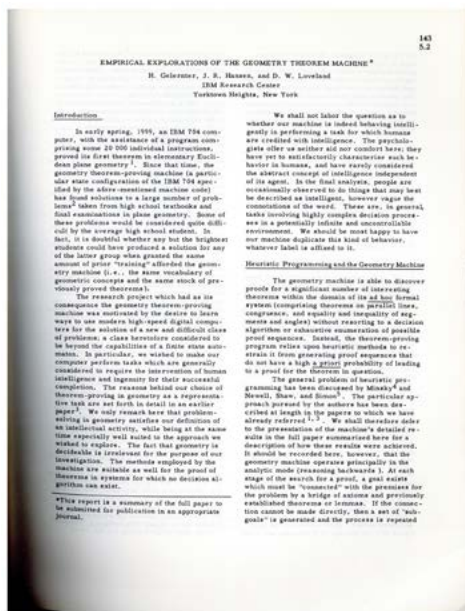 143
5.2
EMPIRICAL EXPLORATIONS OF THE GEOMETRY THEOREM MACHINE*
H. Gelernter, J. R. Hansen, and D. W. Loveland
IBM Research Center
Yorktown Heights, New York
Introduction
In early spring, 1959, an IBM 704 com-
puter, with the assistance of a program com-
prising some 20 000 individual instructions,
proved its first theorem in elementary Eucli-
dean plane geometry 1. Since that time, the
geometry theorem-proving machine (a partic-
ular state configuration of the IBM 704 spec-
ified by the afore-mentioned machine code)
has found solutions to a large number of prob-
lems2 taken from high school textbooks and
final examinations in plane geometry. Some of
these problems would be considered quite diffi-
cult by the average high school student. In
fact, it is doubtful whether any but the brightest
students could have produced a solution for any
of the latter group when granted the same
amount of prior "training" afforded the geom-
etry machine (i.e., the same vocabulary of
geometric concepts and the same stock of pre-
viously proved theorems).
The research project which had as its
consequence the geometry theorem-proving
machine was motivated by the desire to learn
ways to use modern high-speed digital compu-
ters for the solution of a new and difficult class
of problems; a class heretofore considered to
be beyond the capabilities of a finite state auto-
maton. In particular, we wished to make our
computer perform tasks which are generally
considered to require the intervention of human
intelligence and ingenuity for their successful
completion. The reasons behind our choice of
theorem-proving in geometry as a representa-
tive task are set forth in detail in an earlier
paper3. We only remark here that problem-
solving in geometry satisfies our definition of
an intellectual activity, while being at the same
time especially well suited to the approach we
wished to explore. The fact that geometry is
decidable is irrelevant for the purpose of our
investigation. The methods employed by the
machine are suitable as well for the proof of
theorems in systems for which no decision al-
gorithm can exist.
*This report is a summary of the full paper to
be submitted for publication in an appropriate
journal.
We shall not labor the question as to
whether our machine is indeed behaving intelli-
gently in performing a task for which humans
are credited with intelligence. The psycholo-
gists offer us neither aid nor comfort here; they
have yet to satisfactorily characterize such be-
havior in humans, and have rarely considered
the abstract concept of intelligence independent
of its agent. In the final analysis, people are
occasionally observed to do things that may best
be described as intelligent, however vague the
connotations of the word. These are, in general,
tasks involving highly complex decision process-
es in a potentially infinite and uncontrollable
environment. We should be most happy to have
our machine duplicate this kind of behavior,
whatever label is affixed to it.
Heuristic Programming and the Geometry Machine
The geometry machine is able to discover
proofs for a significant number of interesting
theorems within the domain of its ad hoc formal
system (comprising theorems on parallel lines,
congruence, and equality and inequality of seg-
ments and angles) without resorting to a decision
algorithm or exhaustive enumeration of possible
proof sequences. Instead, the theorem-proving
program relies upon heuristic methods to re-
strain it from generating proof sequences that
do not have a high a priori probability of leading
to a proof for the theorem in question.
The general problem of heuristic pro-
gramming has been discussed by Minsky4 and
Newell, Shaw, and Simon5. The particular ap-
proach pursued by the authors has been des-
cribed at length in the papers to which we have
already referred 1, 3. We shall therefore defer
to the presentation of the machine's detailed re-
sults in the full paper summarized here for a
description of how these results were achieved.
It should be recorded here, however, that the
geometry machine operates principally in the
analytic mode (reasoning backwards). At each
stage of the search for a proof, a goal exists
which must be "connected" with the premises for
the problem by a bridge of axioms and previously
established theorems or lemmas. If the connec-
tion cannot be made directly, then a set of "sub-
goals" is generated and the process is repeated